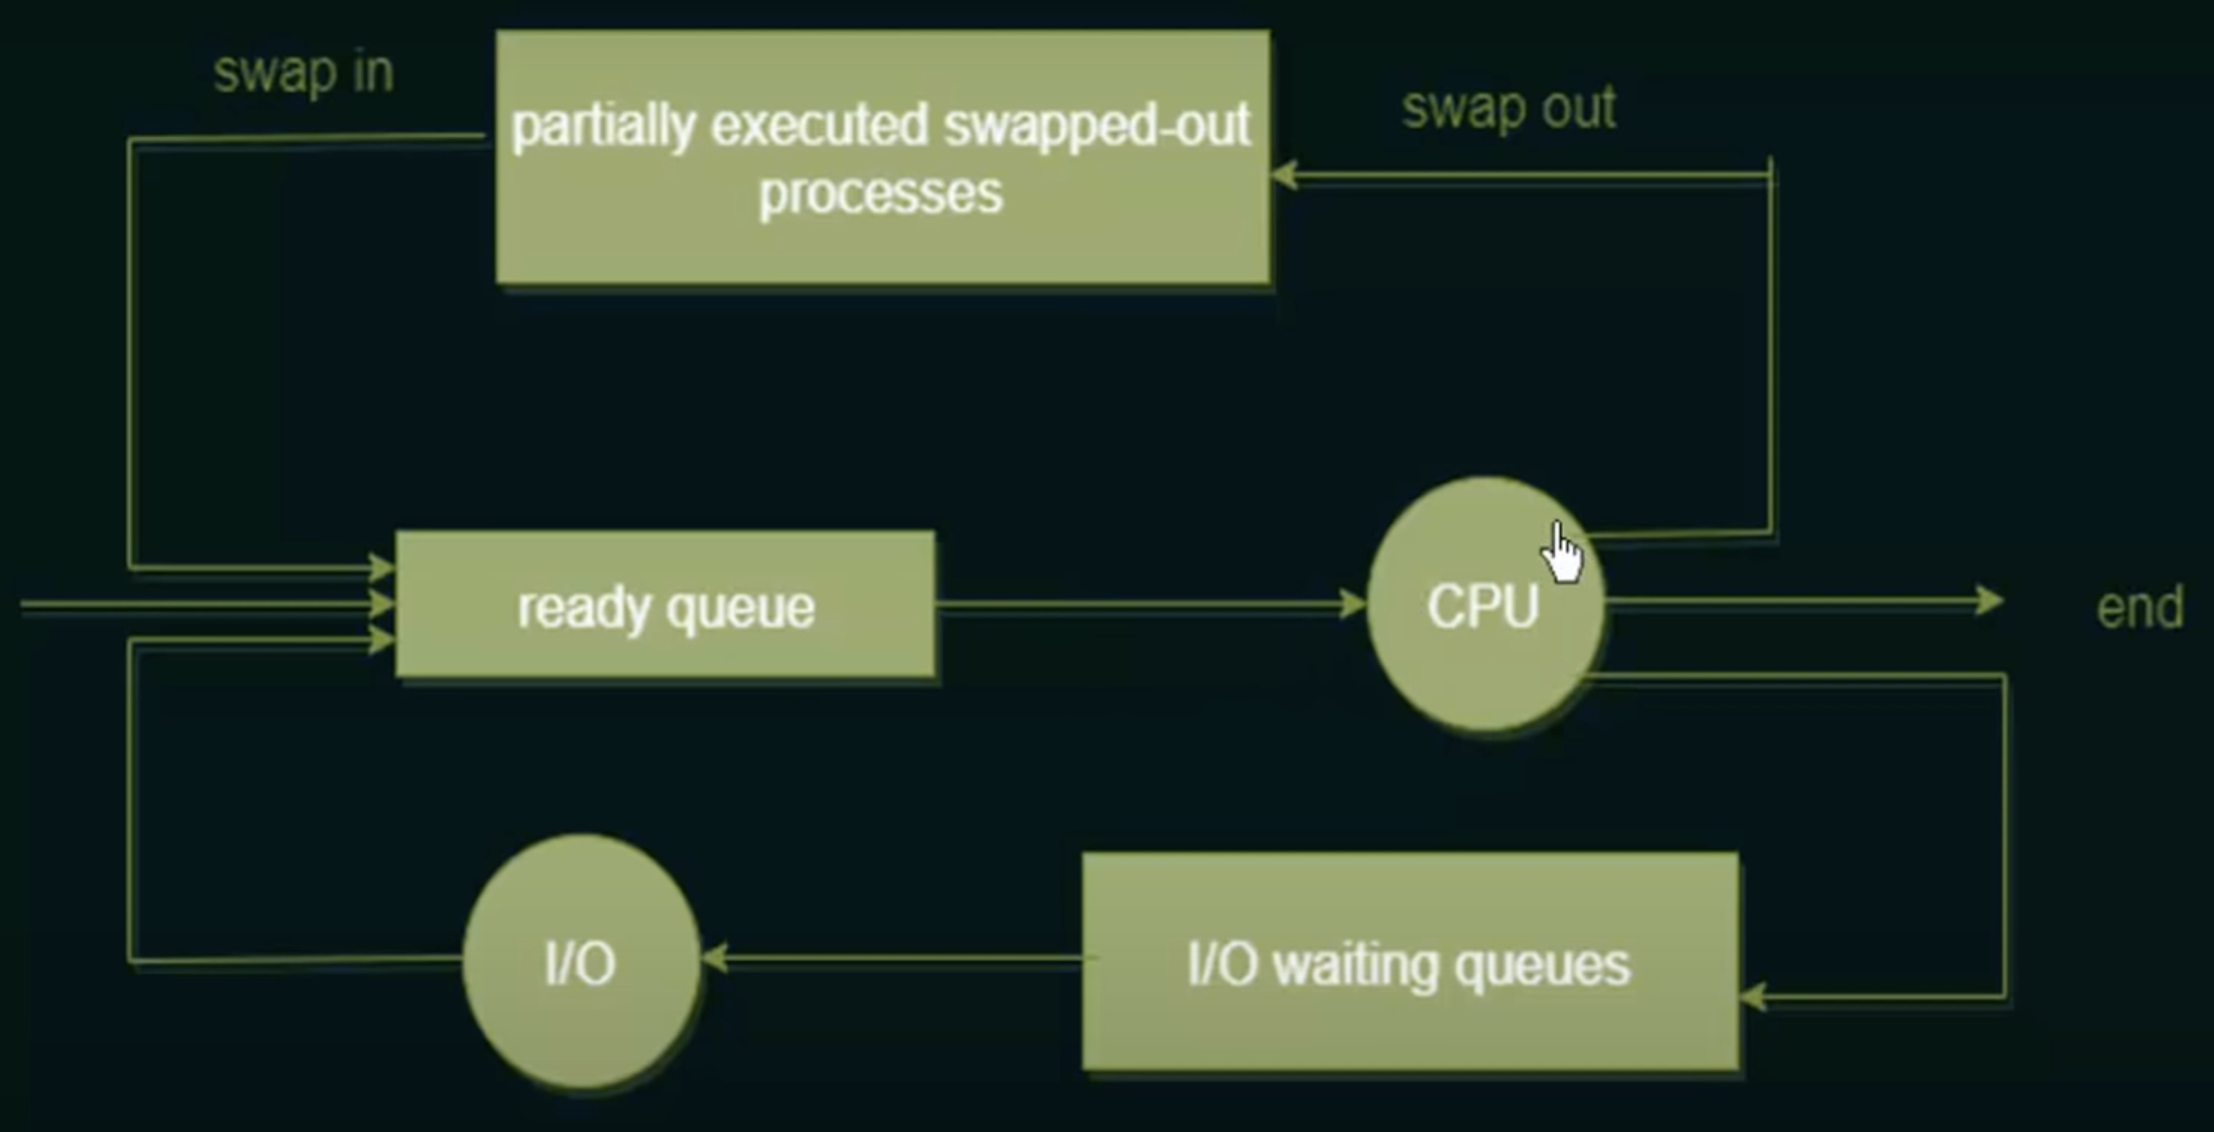 swap in
partially executed swapped-out
processes
swap out
ready queue
CPU
end
I/O
I/O waiting queues